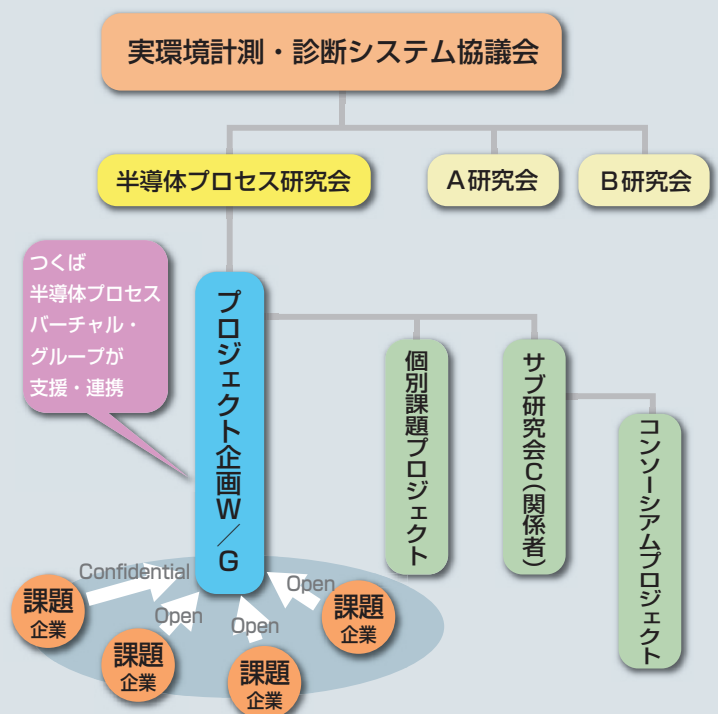 実環境計測・診断システム協議会
半導体プロセス研究会
A研究会
B研究会
つくば
半導体プロセス
バーチャル・
グループが
支援・連携
プロジェクト企画W／G
個別課題プロジェクト
サブ研究会C（関係者）
コンソーシアムプロジェクト
Confidential
Open
Open
Open
課題
企業
課題
企業
課題
企業
課題
企業